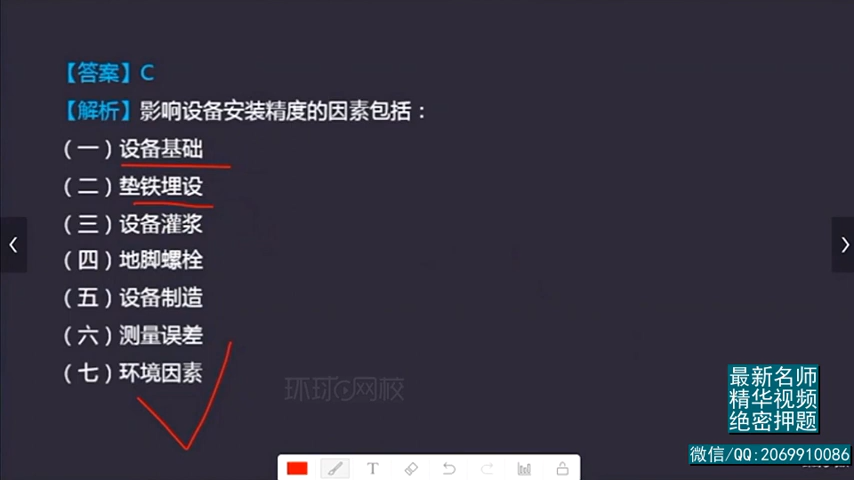 【答案】C
【解析】影响设备安装精度的因素包括：
（一）设备基础
（二）垫铁埋设
（三）设备灌浆
（四）地脚螺栓
（五）设备制造
（六）测量误差
（七）环境因素
环球网校
最新名师
精华视频
绝密押题
微信/QQ:2069910086
T